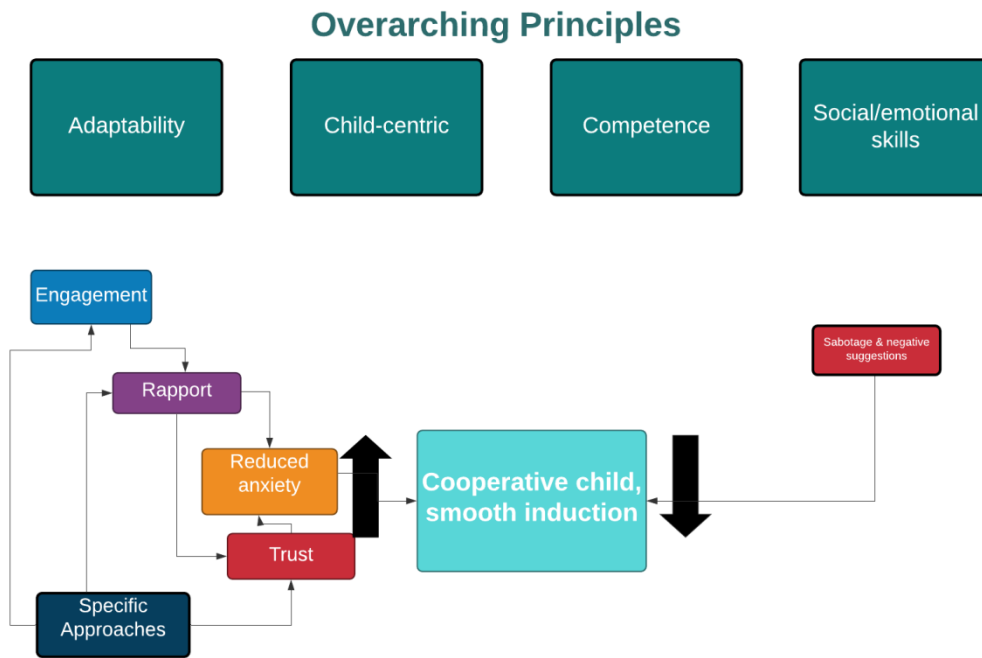 Overarching Principles
Adaptability
Child-centric
Competence
Social/emotional
skills
Engagement
Sabotage & negative
suggestions
Rapport
Reduced
anxiety
Cooperative child,
smooth induction
Trust
Specific
Approaches